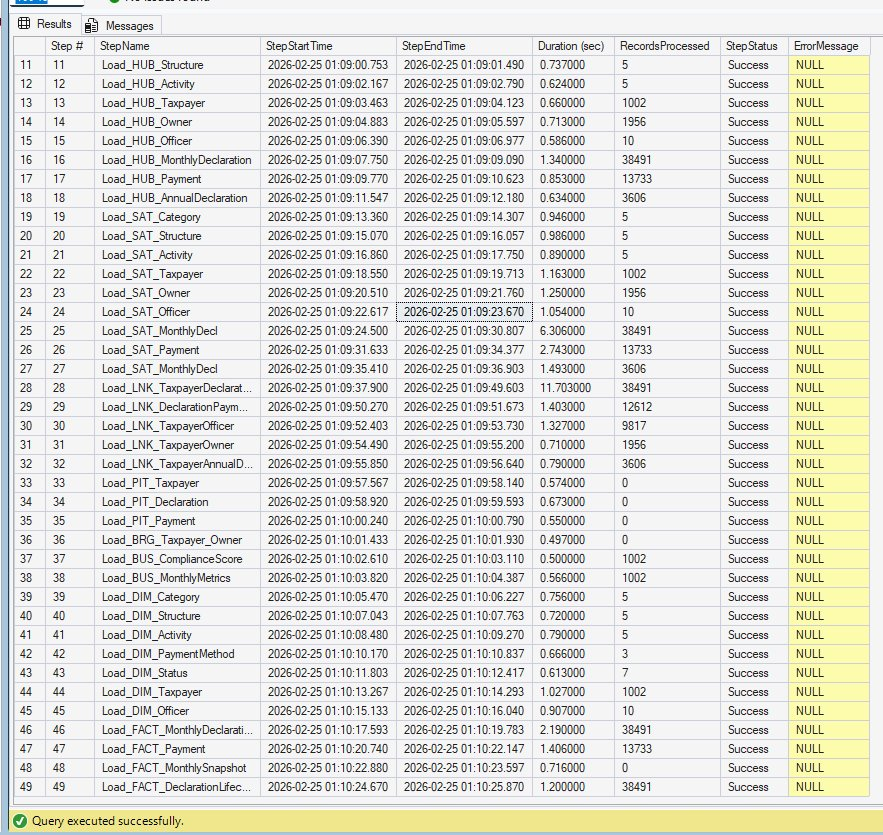 Results Messages
Step # StepName StepStartTime StepEndTime Duration (sec) RecordsProcessed StepStatus ErrorMessage
11 11 Load_HUB_Structure 2026-02-25 01:09:00.753 2026-02-25 01:09:01.490 0.737000 5 Success NULL
12 12 Load_HUB_Activity 2026-02-25 01:09:02.167 2026-02-25 01:09:02.790 0.624000 5 Success NULL
13 13 Load_HUB_Taxpayer 2026-02-25 01:09:03.463 2026-02-25 01:09:04.123 0.660000 1002 Success NULL
14 14 Load_HUB_Owner 2026-02-25 01:09:04.883 2026-02-25 01:09:05.597 0.713000 1956 Success NULL
15 15 Load_HUB_Officer 2026-02-25 01:09:06.390 2026-02-25 01:09:06.977 0.586000 10 Success NULL
16 16 Load_HUB_MonthlyDeclaration 2026-02-25 01:09:07.750 2026-02-25 01:09:09.090 1.340000 38491 Success NULL
17 17 Load_HUB_Payment 2026-02-25 01:09:09.770 2026-02-25 01:09:10.623 0.853000 13733 Success NULL
18 18 Load_HUB_AnnualDeclaration 2026-02-25 01:09:11.547 2026-02-25 01:09:12.180 0.634000 3606 Success NULL
19 19 Load_SAT_Category 2026-02-25 01:09:13.360 2026-02-25 01:09:14.307 0.946000 5 Success NULL
20 20 Load_SAT_Structure 2026-02-25 01:09:15.070 2026-02-25 01:09:16.057 0.986000 5 Success NULL
21 21 Load_SAT_Activity 2026-02-25 01:09:16.860 2026-02-25 01:09:17.750 0.890000 5 Success NULL
22 22 Load_SAT_Taxpayer 2026-02-25 01:09:18.550 2026-02-25 01:09:19.713 1.163000 1002 Success NULL
23 23 Load_SAT_Owner 2026-02-25 01:09:20.510 2026-02-25 01:09:21.760 1.250000 1956 Success NULL
24 24 Load_SAT_Officer 2026-02-25 01:09:22.617 2026-02-25 01:09:23.670 1.054000 10 Success NULL
25 25 Load_SAT_MonthlyDecl 2026-02-25 01:09:24.500 2026-02-25 01:09:30.807 6.306000 38491 Success NULL
26 26 Load_SAT_Payment 2026-02-25 01:09:31.633 2026-02-25 01:09:34.377 2.743000 13733 Success NULL
27 27 Load_SAT_MonthlyDecl 2026-02-25 01:09:35.410 2026-02-25 01:09:36.903 1.493000 3606 Success NULL
28 28 Load_LNK_TaxpayerDeclarat... 2026-02-25 01:09:37.900 2026-02-25 01:09:49.603 11.703000 38491 Success NULL
29 29 Load_LNK_DeclarationPaym... 2026-02-25 01:09:50.270 2026-02-25 01:09:51.673 1.403000 12612 Success NULL
30 30 Load_LNK_TaxpayerOfficer 2026-02-25 01:09:52.403 2026-02-25 01:09:53.730 1.327000 9817 Success NULL
31 31 Load_LNK_TaxpayerOwner 2026-02-25 01:09:54.490 2026-02-25 01:09:55.200 0.710000 1956 Success NULL
32 32 Load_LNK_TaxpayerAnnualD... 2026-02-25 01:09:55.850 2026-02-25 01:09:56.640 0.790000 3606 Success NULL
33 33 Load_PIT_Taxpayer 2026-02-25 01:09:57.567 2026-02-25 01:09:58.140 0.574000 0 Success NULL
34 34 Load_PIT_Declaration 2026-02-25 01:09:58.920 2026-02-25 01:09:59.593 0.673000 0 Success NULL
35 35 Load_PIT_Payment 2026-02-25 01:10:00.240 2026-02-25 01:10:00.790 0.550000 0 Success NULL
36 36 Load_BRG_Taxpayer_Owner 2026-02-25 01:10:01.433 2026-02-25 01:10:01.930 0.497000 0 Success NULL
37 37 Load_BUS_ComplianceScore 2026-02-25 01:10:02.610 2026-02-25 01:10:03.110 0.500000 1002 Success NULL
38 38 Load_BUS_MonthlyMetrics 2026-02-25 01:10:03.820 2026-02-25 01:10:04.387 0.566000 1002 Success NULL
39 39 Load_DIM_Category 2026-02-25 01:10:05.470 2026-02-25 01:10:06.227 0.756000 5 Success NULL
40 40 Load_DIM_Structure 2026-02-25 01:10:07.043 2026-02-25 01:10:07.763 0.720000 5 Success NULL
41 41 Load_DIM_Activity 2026-02-25 01:10:08.480 2026-02-25 01:10:09.270 0.790000 5 Success NULL
42 42 Load_DIM_PaymentMethod 2026-02-25 01:10:10.170 2026-02-25 01:10:10.837 0.666000 3 Success NULL
43 43 Load_DIM_Status 2026-02-25 01:10:11.803 2026-02-25 01:10:12.417 0.613000 7 Success NULL
44 44 Load_DIM_Taxpayer 2026-02-25 01:10:13.267 2026-02-25 01:10:14.293 1.027000 1002 Success NULL
45 45 Load_DIM_Officer 2026-02-25 01:10:15.133 2026-02-25 01:10:16.040 0.907000 10 Success NULL
46 46 Load_FACT_MonthlyDeclarati... 2026-02-25 01:10:17.593 2026-02-25 01:10:19.783 2.190000 38491 Success NULL
47 47 Load_FACT_Payment 2026-02-25 01:10:20.740 2026-02-25 01:10:22.147 1.406000 13733 Success NULL
48 48 Load_FACT_MonthlySnapshot 2026-02-25 01:10:22.880 2026-02-25 01:10:23.597 0.716000 0 Success NULL
49 49 Load_FACT_DeclarationLifec... 2026-02-25 01:10:24.670 2026-02-25 01:10:25.870 1.200000 38491 Success NULL
Query executed successfully.